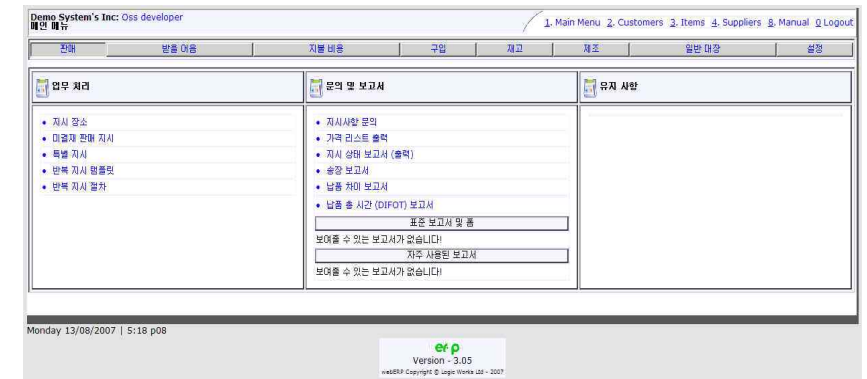 Demo System's Inc: Oss developer
메인 메뉴
1. Main Menu 2. Customers 3. Items 4. Suppliers 8. Manual 0 Logout
판매 받을 어음 지불 비용 구입 재고 제조 일반 대장 설정
업무 처리
지시 장소
미결재 판매 지시
특별 지시
반복 지시 템플릿
반복 지시 절차
문의 및 보고서
지시사항 문의
가격 리스트 출력
지시 상태 보고서 (출력)
송장 보고서
납품 차이 보고서
납품 총 시간 (DIFOT) 보고서
표준 보고서 및 폼
보여줄 수 있는 보고서가 없습니다!
자주 사용된 보고서
보여줄 수 있는 보고서가 없습니다!
유지 사항
Monday 13/08/2007 | 5:18 p08
erp
Version - 3.05
webERP Copyright © Logic Works Ltd - 2007